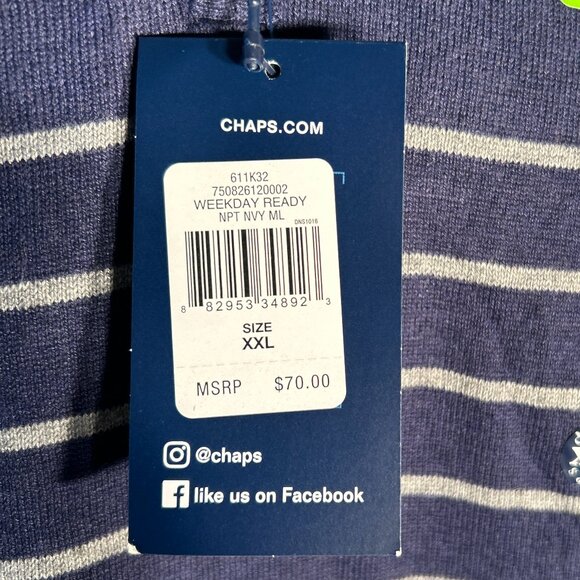 CHAPS.COM
611K32
750826120002
WEEKDAY READY
NPT NVY ML
DNS1016
8 82953 34892 3
SIZE
XXL
MSRP $70.00
@chaps
like us on Facebook